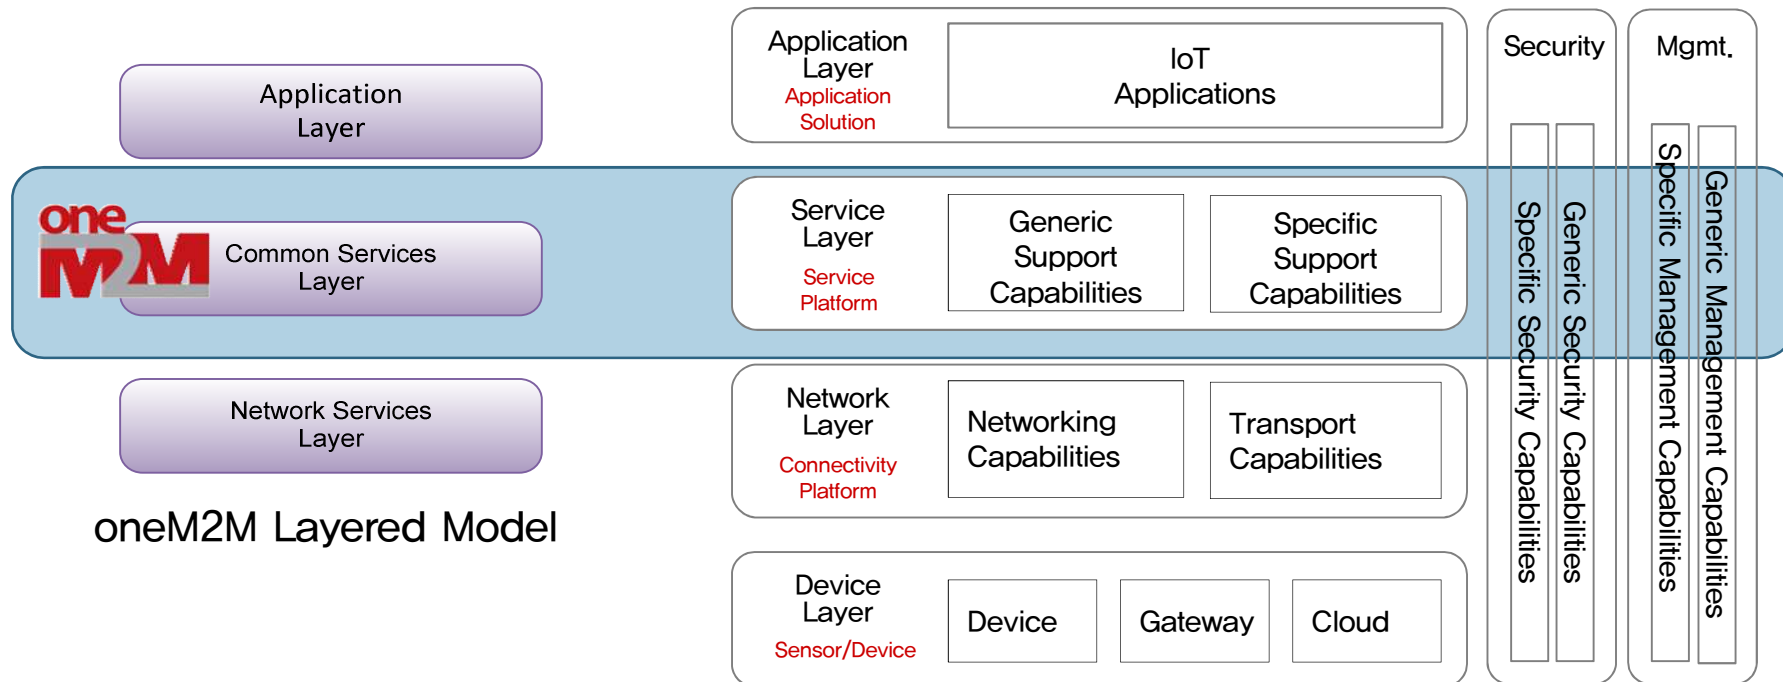 Application
Layer
one
M2M
Common Services
Layer
Network Services
Layer
oneM2M Layered Model
Application
Layer
Application
Solution
IoT
Applications
Service
Layer
Service
Platform
Generic
Support
Capabilities
Specific
Support
Capabilities
Network
Layer
Connectivity
Platform
Networking
Capabilities
Transport
Capabilities
Device
Layer
Sensor/Device
Device
Gateway
Cloud
Security
Specific Security Capabilities
Generic Security Capabilities
Mgmt.
Specific Management Capabilities
Generic Management Capabilities